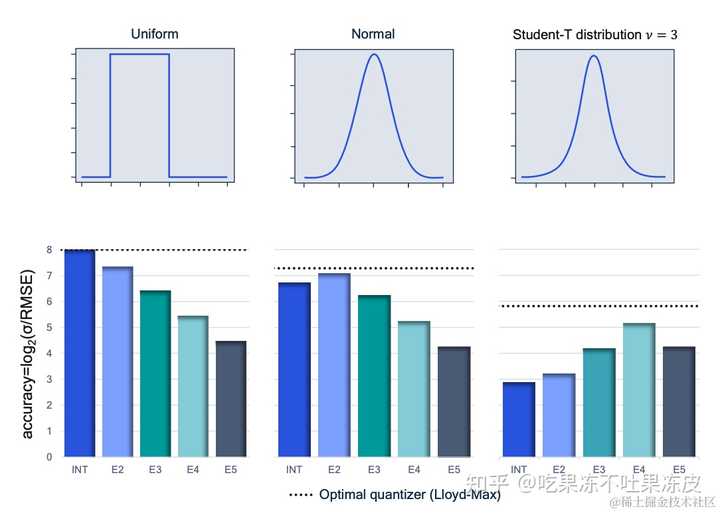 Uniform
Normal
Student-T distribution ν = 3
accuracy=log₂(σ/RMSE)
8
7
6
5
4
3
2
1
0
INT E2 E3 E4 E5
INT E2 E3 E4 E5
INT E2 E3 E4 E5
Optimal quantizer (Lloyd-Max)
知乎 @吃果冻不吐果冻皮
@稀土掘金技术社区